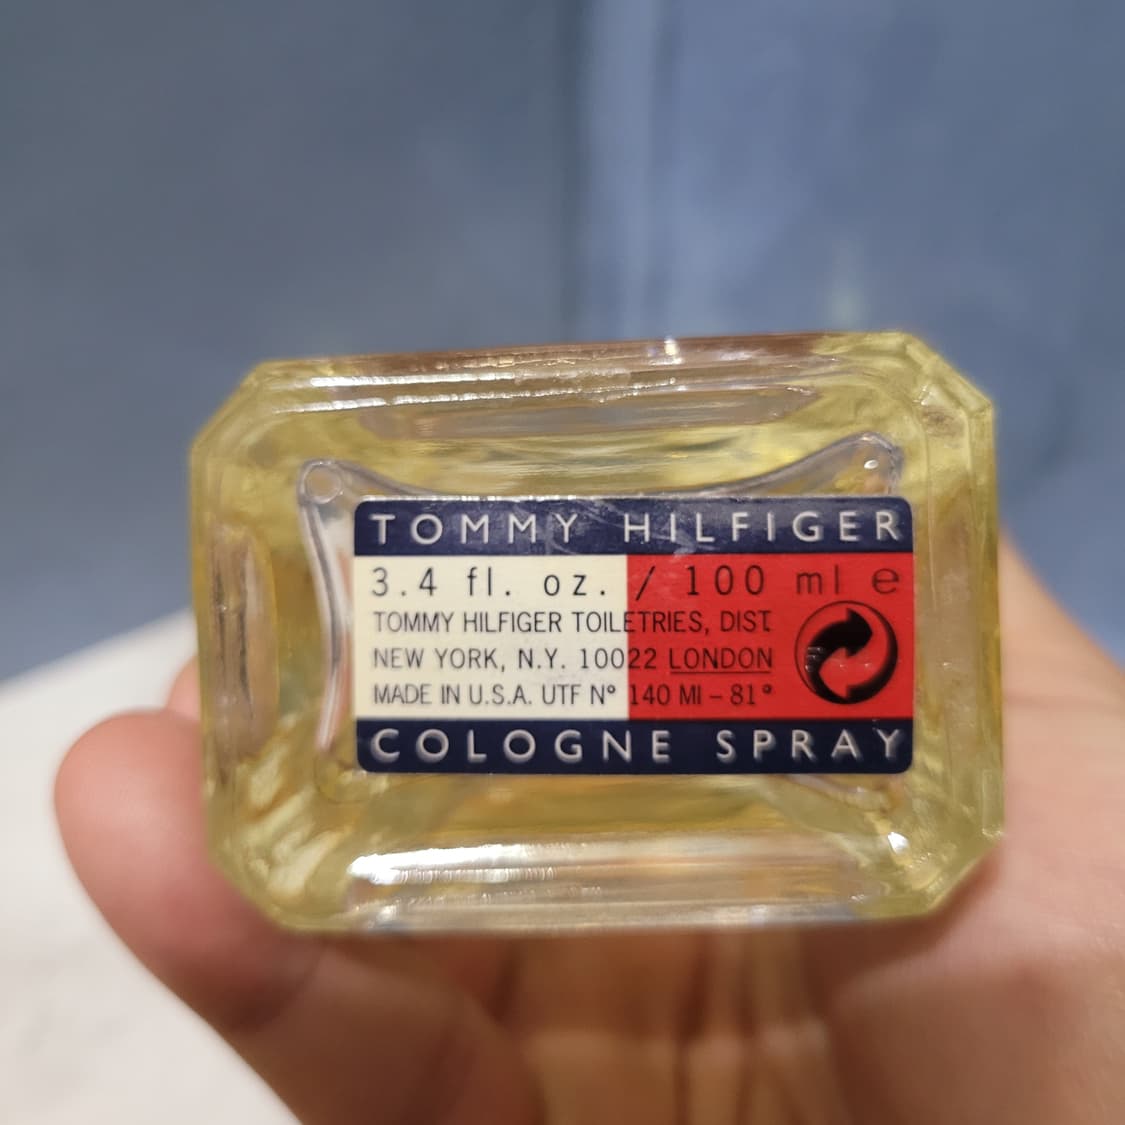 TOMMY HILFIGER
3.4 fl. oz. / 100 ml e
TOMMY HILFIGER TOILETRIES, DIST.
NEW YORK, N.Y. 10022 LONDON
MADE IN U.S.A. UTF Nº 140 MI – 81°
COLOGNE SPRAY